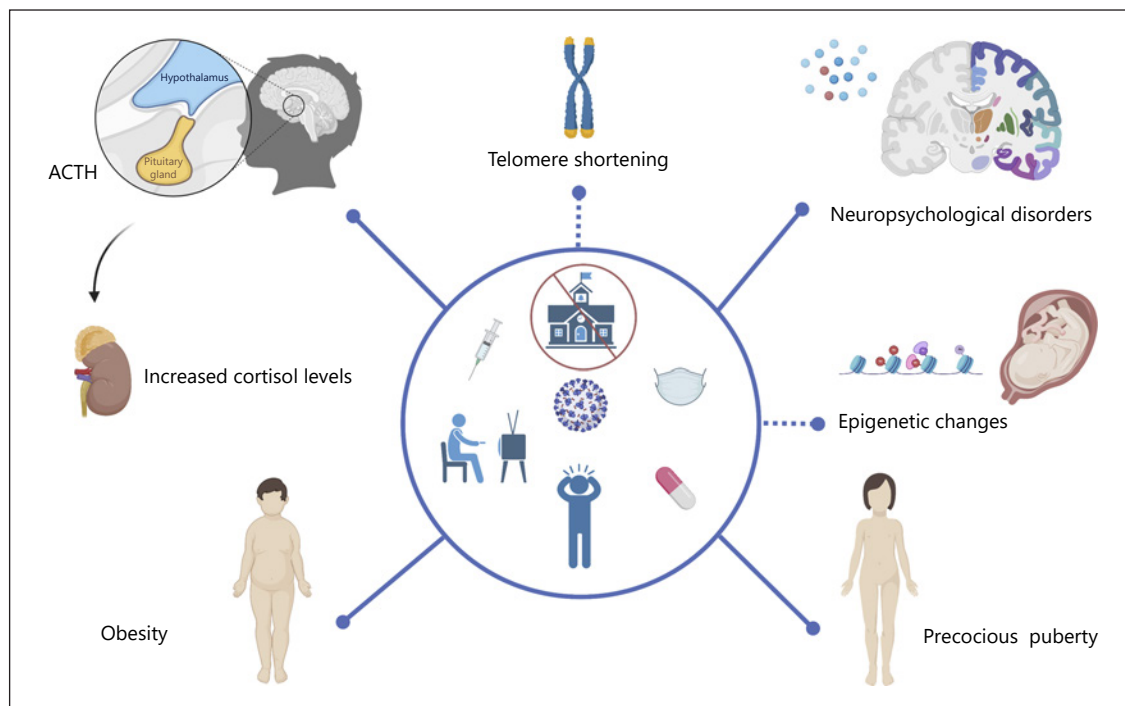 Hypothalamus
Pituitary
gland
ACTH
Telomere shortening
Neuropsychological disorders
Increased cortisol levels
Epigenetic changes
Obesity
Precocious puberty